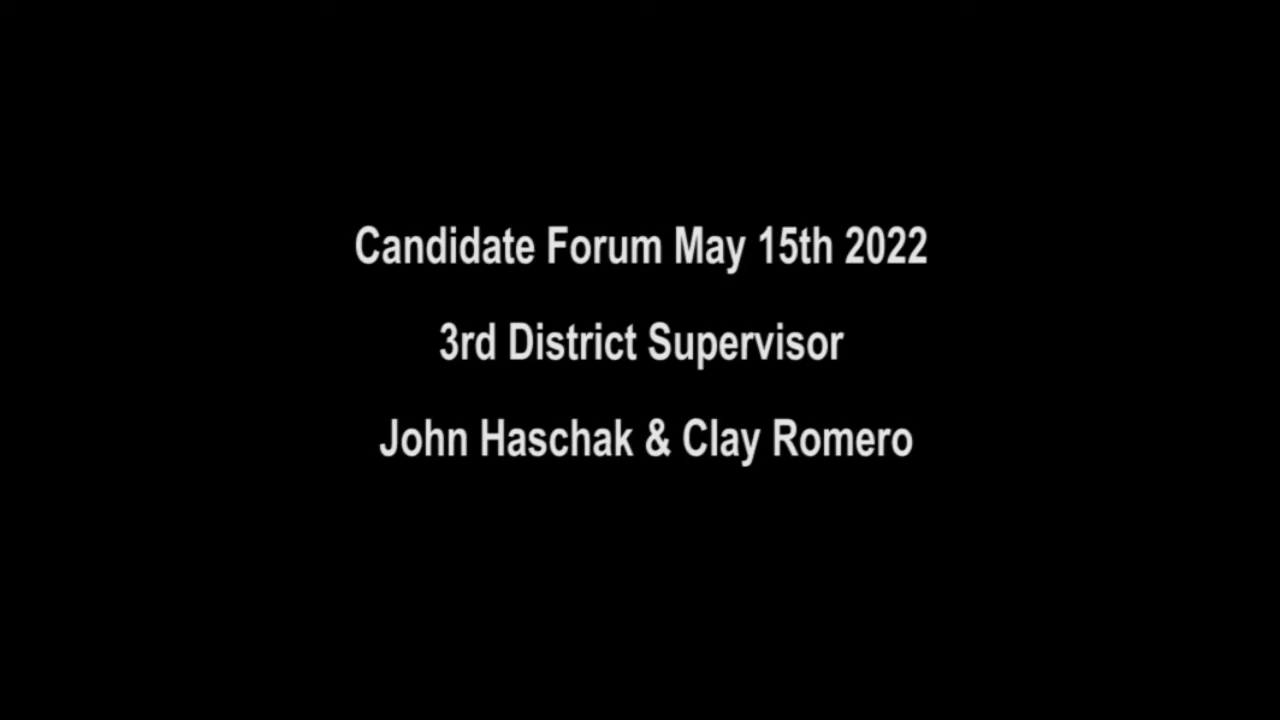 Candidate Forum May 15th 2022
3rd District Supervisor
John Haschak & Clay Romero